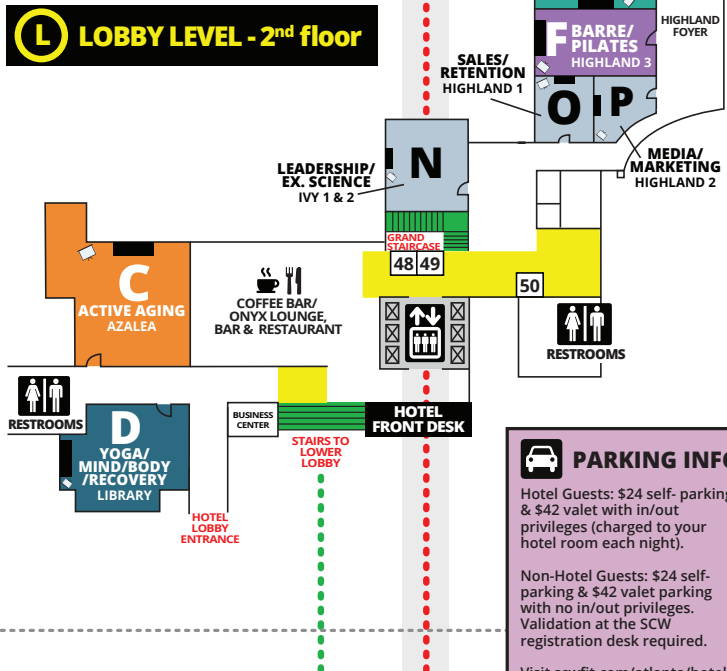 L LOBBY LEVEL - 2nd floor
HIGHLAND
FOYER
F BARRE/
PILATES
HIGHLAND 3
SALES/
RETENTION
HIGHLAND 1
O
P
MEDIA/
MARKETING
HIGHLAND 2
N
LEADERSHIP/
EX. SCIENCE
IVY 1 & 2
GRAND
STAIRCASE
48 49
50
C
ACTIVE AGING
AZALEA
COFFEE BAR/
ONYX LOUNGE,
BAR & RESTAURANT
RESTROOMS
RESTROOMS
D
YOGA/
MIND/BODY
/RECOVERY
LIBRARY
BUSINESS
CENTER
HOTEL
FRONT DESK
STAIRS TO
LOWER
LOBBY
HOTEL
LOBBY
ENTRANCE
PARKING INFO
Hotel Guests: $24 self- parking
& $42 valet with in/out
privileges (charged to your
hotel room each night).
Non-Hotel Guests: $24 self-
parking & $42 valet parking
with no in/out privileges.
Validation at the SCW
registration desk required.